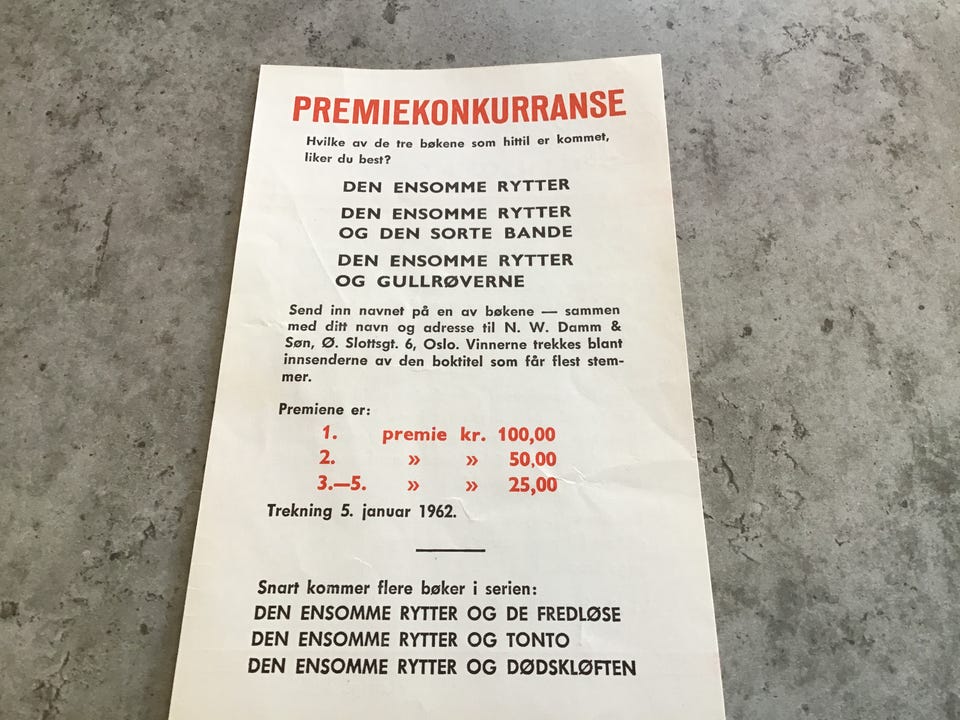 PREMIEKONKURRANSE
Hvilke av de tre bøkene som hittil er kommet,
liker du best?
DEN ENSOMME RYTTER
DEN ENSOMME RYTTER
OG DEN SORTE BANDE
DEN ENSOMME RYTTER
OG GULLRØVERNE
Send inn navnet på en av bøkene — sammen
med ditt navn og adresse til N. W. Damm &
Søn, Ø. Slottsgt. 6, Oslo. Vinnerne trekkes blant
innsenderne av den boktitel som får flest stem-
mer.
Premiene er:
1. premie kr. 100,00
2. » » 50,00
3.—5. » » 25,00
Trekning 5. januar 1962.
Snart kommer flere bøker i serien:
DEN ENSOMME RYTTER OG DE FREDLØSE
DEN ENSOMME RYTTER OG TONTO
DEN ENSOMME RYTTER OG DØDSKLØFTEN